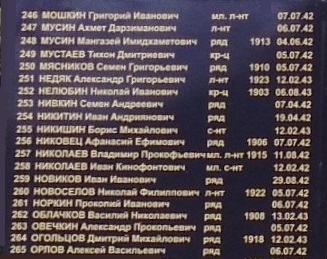 246 МОШКИН Григорий Иванович мл. л-нт 07.07.42
247 МУСИН Ахмет Дарзиманович л-нт 06.07.42
248 МУСИН Мангазей Имидхаметович ряд 1913 04.06.42
249 МУСТАЕВ Тихон Дмитриевич кр-ц 05.07.42
250 МЯСНИКОВ Семен Григорьевич ряд 1910 05.07.42
251 НЕДЯК Александр Григорьевич л-нт 1923 12.02.43
252 НЕЛЮБИН Николай Иванович кр-ц 1903 06.08.43
253 НИВКИН Семен Андреевич ряд 07.04.42
254 НИКИТИН Иван Андриянович ряд 19.04.42
255 НИКИШИН Борис Михайлович с-нт 12.02.43
256 НИКОВЕЦ Афанасий Ефимович ряд 1906 07.07.42
257 НИКОЛАЕВ Владимир Прокофьевич мл. л-нт 1915 11.08.42
258 НИКОЛАЕВ Иван Кинофонтович мл. с-нт 12.02.43
259 НОВИКОВ Иван Иванович ряд 29.08.42
260 НОВОСЕЛОВ Николай Филиппович л-нт 1922 05.07.42
261 НОРКИН Прокопий Иванович ряд 06.07.42
262 ОБЛАЧКОВ Василий Николаевич ряд 1908 13.02.43
263 ОВЕЧКИН Александр Прокопьевич ряд 05.07.42
264 ОГОЛЬЦОВ Дмитрий Михайлович ряд 1918 12.02.43
265 ОРЛОВ Алексей Васильевич ряд 06.07.42